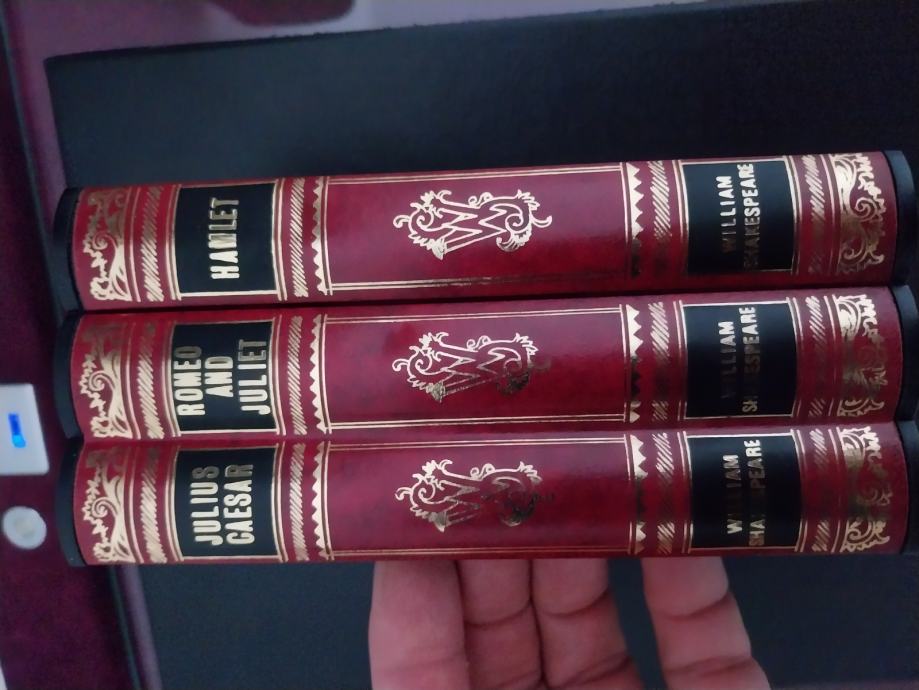 HAMLET
WILLIAM
SHAKESPEARE
ROMEO
AND
JULIET
WILLIAM
SHAKESPEARE
JULIUS
CAESAR
WILLIAM
SHAKESPEARE